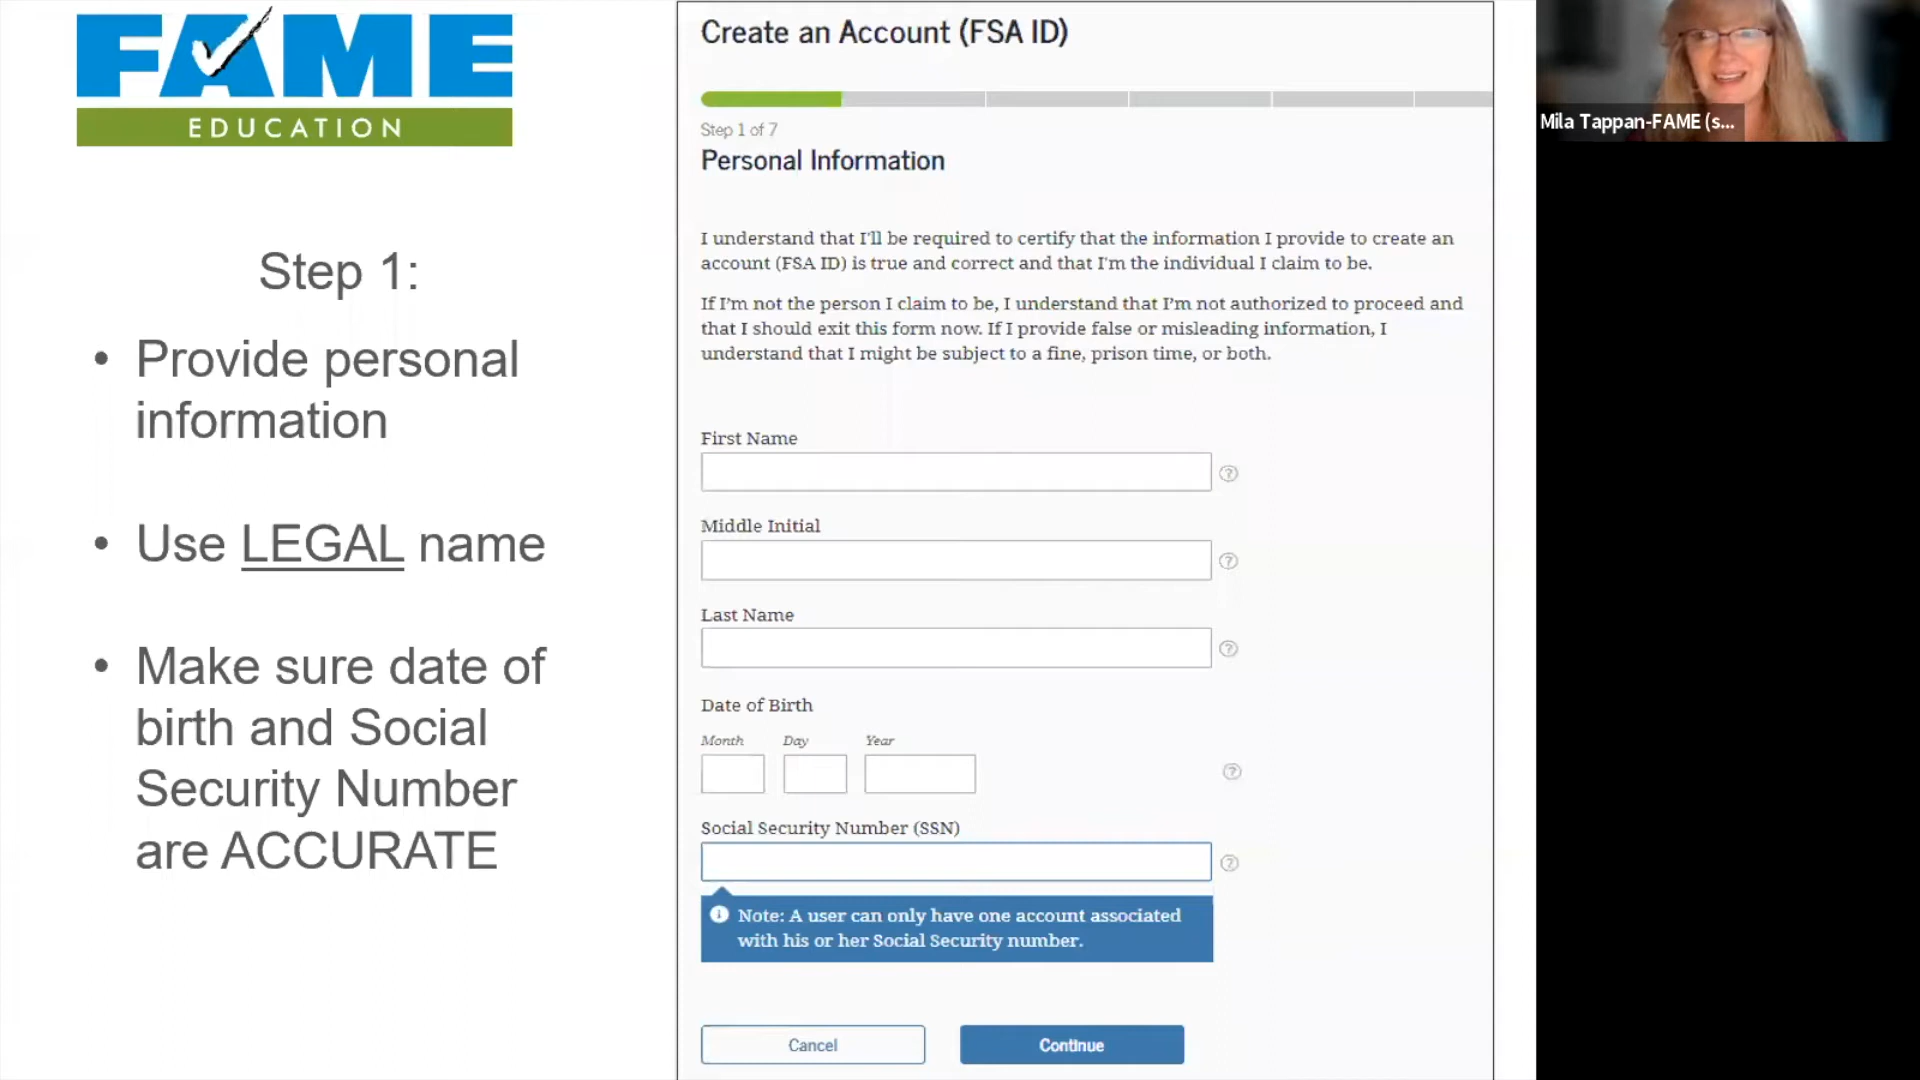 FAME
EDUCATION
Step 1:
• Provide personal
information
• Use LEGAL name
• Make sure date of
birth and Social
Security Number
are ACCURATE
Create an Account (FSA ID)
Step 1 of 7
Personal Information
I understand that I'll be required to certify that the information I provide to create an
account (FSA ID) is true and correct and that I'm the individual I claim to be.
If I'm not the person I claim to be, I understand that I'm not authorized to proceed and
that I should exit this form now. If I provide false or misleading information, I
understand that I might be subject to a fine, prison time, or both.
First Name
?
Middle Initial
?
Last Name
?
Date of Birth
Month Day Year
?
Social Security Number (SSN)
?
Note: A user can only have one account associated
with his or her Social Security number.
Cancel
Continue
Mila Tappan-FAME (s...